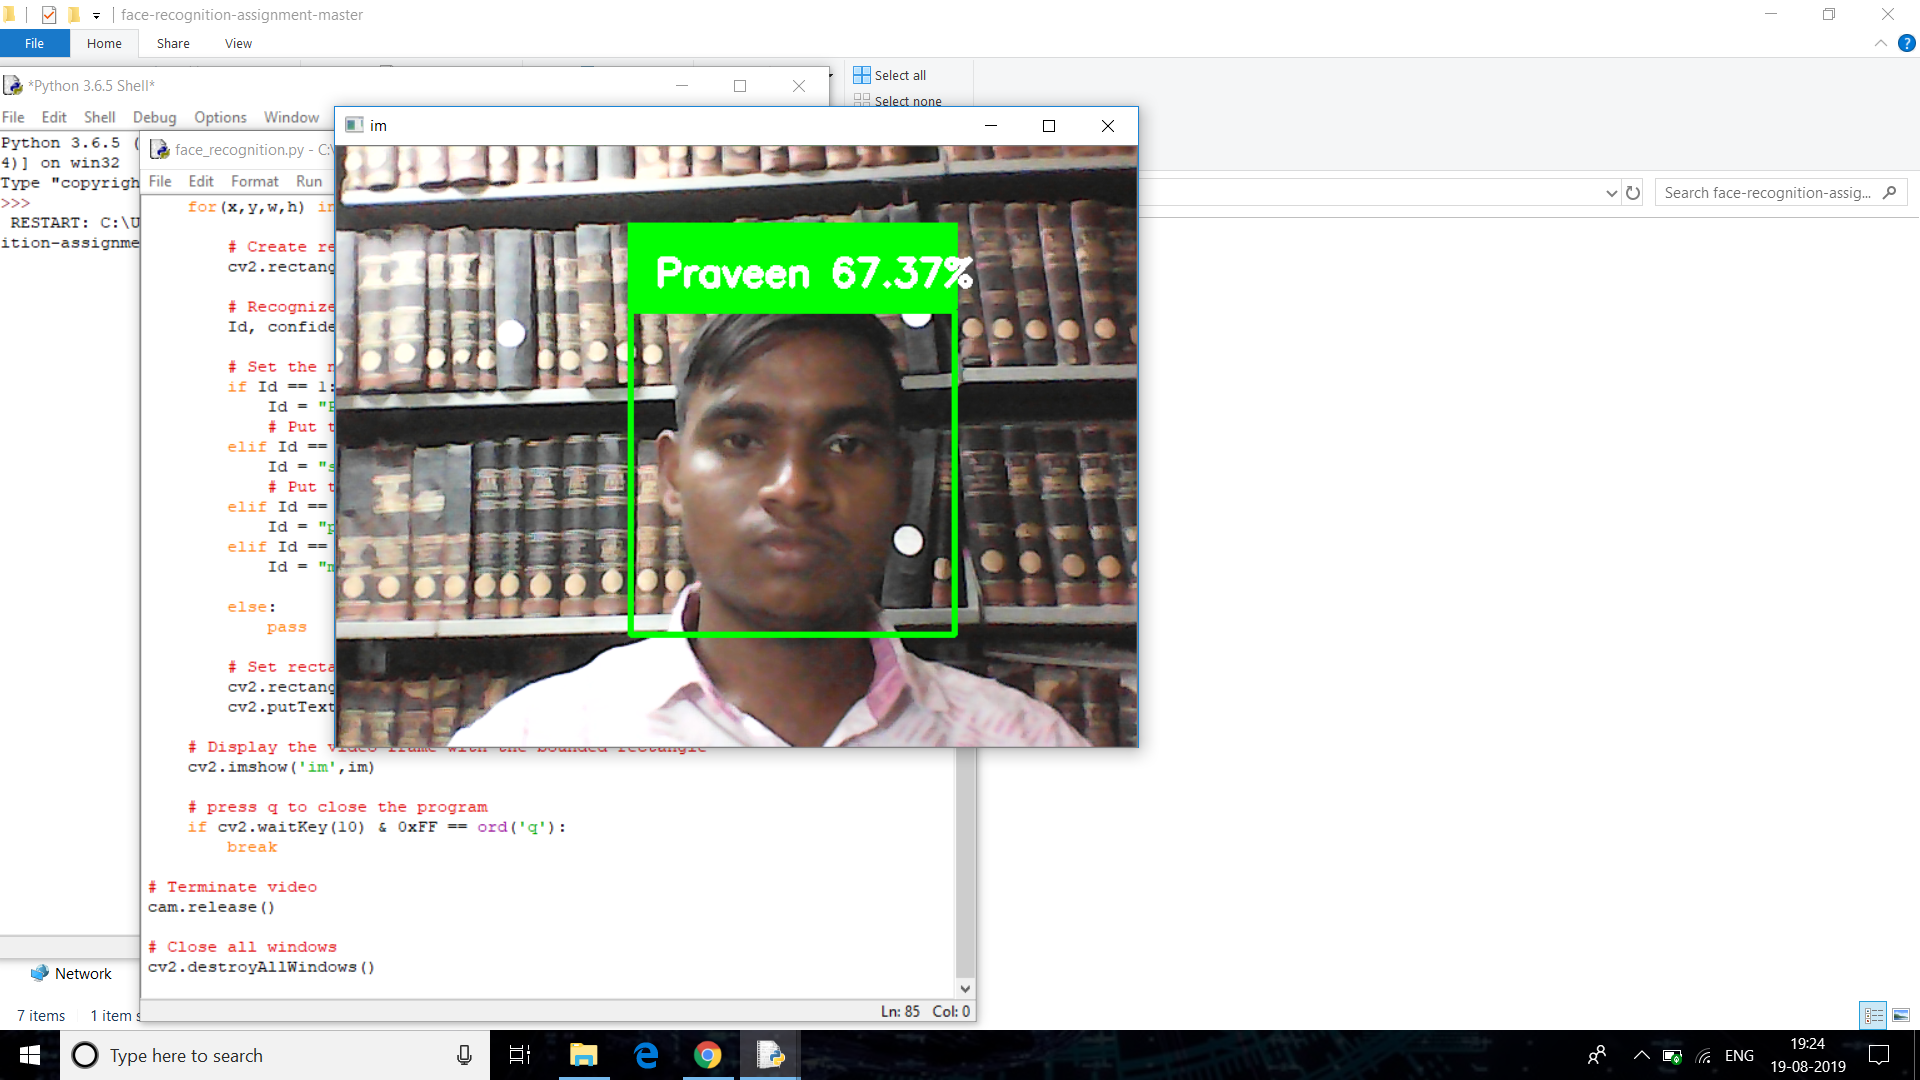 face-recognition-assignment-master
File Home Share View
Select all
Select none
*Python 3.6.5 Shell*
File Edit Shell Debug Options Window
Python 3.6.5 (
4)] on win32
Type "copyrigh
>>>
RESTART: C:\U
ition-assignme
face_recognition.py - C:\
File Edit Format Run
for(x,y,w,h) in
# Create re
cv2.rectang
# Recognize
Id, confide
# Set the n
if Id == 1:
Id = "P
# Put t
elif Id ==
Id = "s
# Put t
elif Id ==
Id = "p
elif Id ==
Id = "m
else:
pass
# Set recta
cv2.rectang
cv2.putText
# Display the video frame with the bounded rectangle
cv2.imshow('im',im)
# press q to close the program
if cv2.waitKey(10) & 0xFF == ord('q'):
break
# Terminate video
cam.release()
# Close all windows
cv2.destroyAllWindows()
Ln: 85 Col: 0
im
Praveen 67.37%
Search face-recognition-assig...
Network
7 items 1 item s
Type here to search
ENG
19:24
19-08-2019